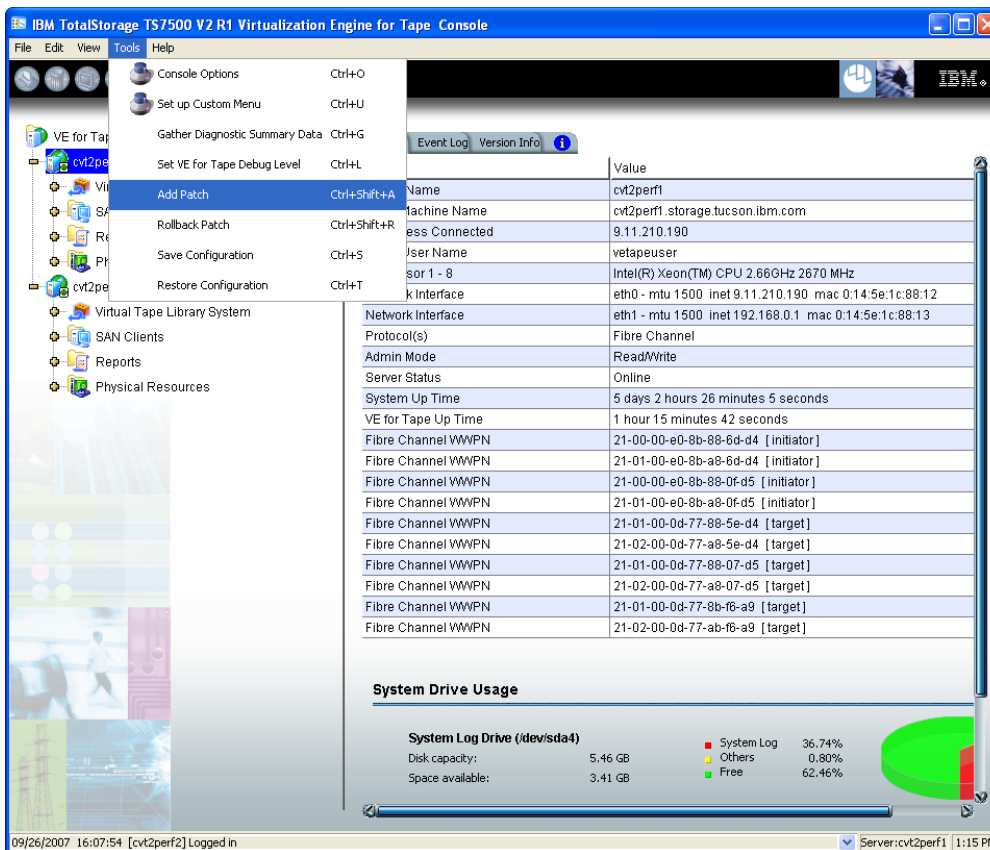 IBM TotalStorage TS7500 V2 R1 Virtualization Engine for Tape Console
File Edit View Tools Help
IBM
Console Options Ctrl+O
Set up Custom Menu Ctrl+U
Gather Diagnostic Summary Data Ctrl+G
Set VE for Tape Debug Level Ctrl+L
Add Patch Ctrl+Shift+A
Rollback Patch Ctrl+Shift+R
Save Configuration Ctrl+S
Restore Configuration Ctrl+T
VE for Tap
cvt2pe
Vi
SA
Re
Ph
cvt2pe
Virtual Tape Library System
SAN Clients
Reports
Physical Resources
Event Log Version Info
Value
Name cvt2perf1
Machine Name cvt2perf1.storage.tucson.ibm.com
ess Connected 9.11.210.190
User Name vetapeuser
sor 1 - 8 Intel(R) Xeon(TM) CPU 2.66GHz 2670 MHz
k Interface eth0 - mtu 1500 inet 9.11.210.190 mac 0:14:5e:1c:88:12
Network Interface eth1 - mtu 1500 inet 192.168.0.1 mac 0:14:5e:1c:88:13
Protocol(s) Fibre Channel
Admin Mode Read/Write
Server Status Online
System Up Time 5 days 2 hours 26 minutes 5 seconds
VE for Tape Up Time 1 hour 15 minutes 42 seconds
Fibre Channel WWPN 21-00-00-e0-8b-88-6d-d4 [initiator]
Fibre Channel WWPN 21-01-00-e0-8b-a8-6d-d4 [initiator]
Fibre Channel WWPN 21-00-00-e0-8b-88-0f-d5 [initiator]
Fibre Channel WWPN 21-01-00-e0-8b-a8-0f-d5 [initiator]
Fibre Channel WWPN 21-01-00-0d-77-88-5e-d4 [target]
Fibre Channel WWPN 21-02-00-0d-77-a8-5e-d4 [target]
Fibre Channel WWPN 21-01-00-0d-77-88-07-d5 [target]
Fibre Channel WWPN 21-02-00-0d-77-a8-07-d5 [target]
Fibre Channel WWPN 21-01-00-0d-77-8b-f6-a9 [target]
Fibre Channel WWPN 21-02-00-0d-77-ab-f6-a9 [target]
System Drive Usage
System Log Drive (/dev/sda4)
Disk capacity: 5.46 GB
Space available: 3.41 GB
System Log 36.74%
Others 0.80%
Free 62.46%
09/26/2007 16:07:54 [cvt2perf2] Logged in
Server:cvt2perf1 1:15 PM